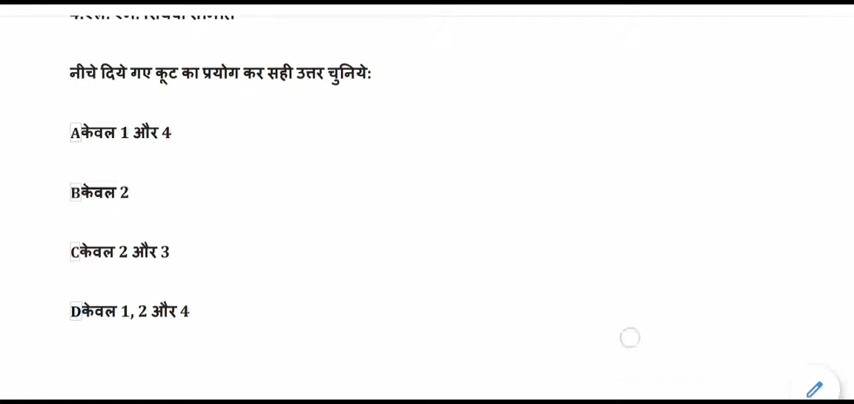 नीचे दिये गए कूट का प्रयोग कर सही उत्तर चुनिये:
Aकेवल 1 और 4
Bकेवल 2
Cकेवल 2 और 3
Dकेवल 1, 2 और 4